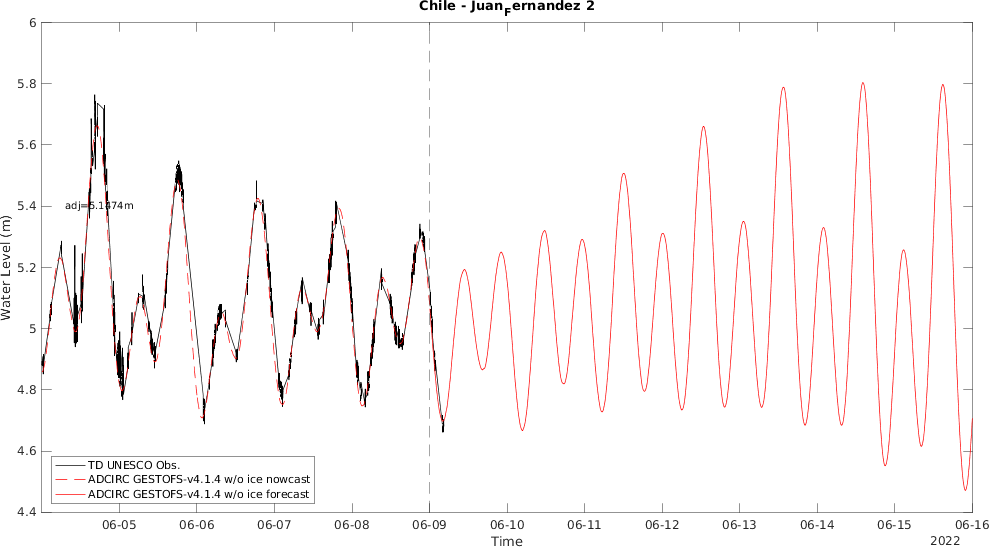 Chile - Juan_Fernandez 2
6
5.8
5.6
5.4
5.2
5
4.8
4.6
4.4
Water Level (m)
adj=5.1474m
TD UNESCO Obs.
ADCIRC GESTOFS-v4.1.4 w/o ice nowcast
ADCIRC GESTOFS-v4.1.4 w/o ice forecast
06-05 06-06 06-07 06-08 06-09 06-10 06-11 06-12 06-13 06-14 06-15 06-16
Time
2022